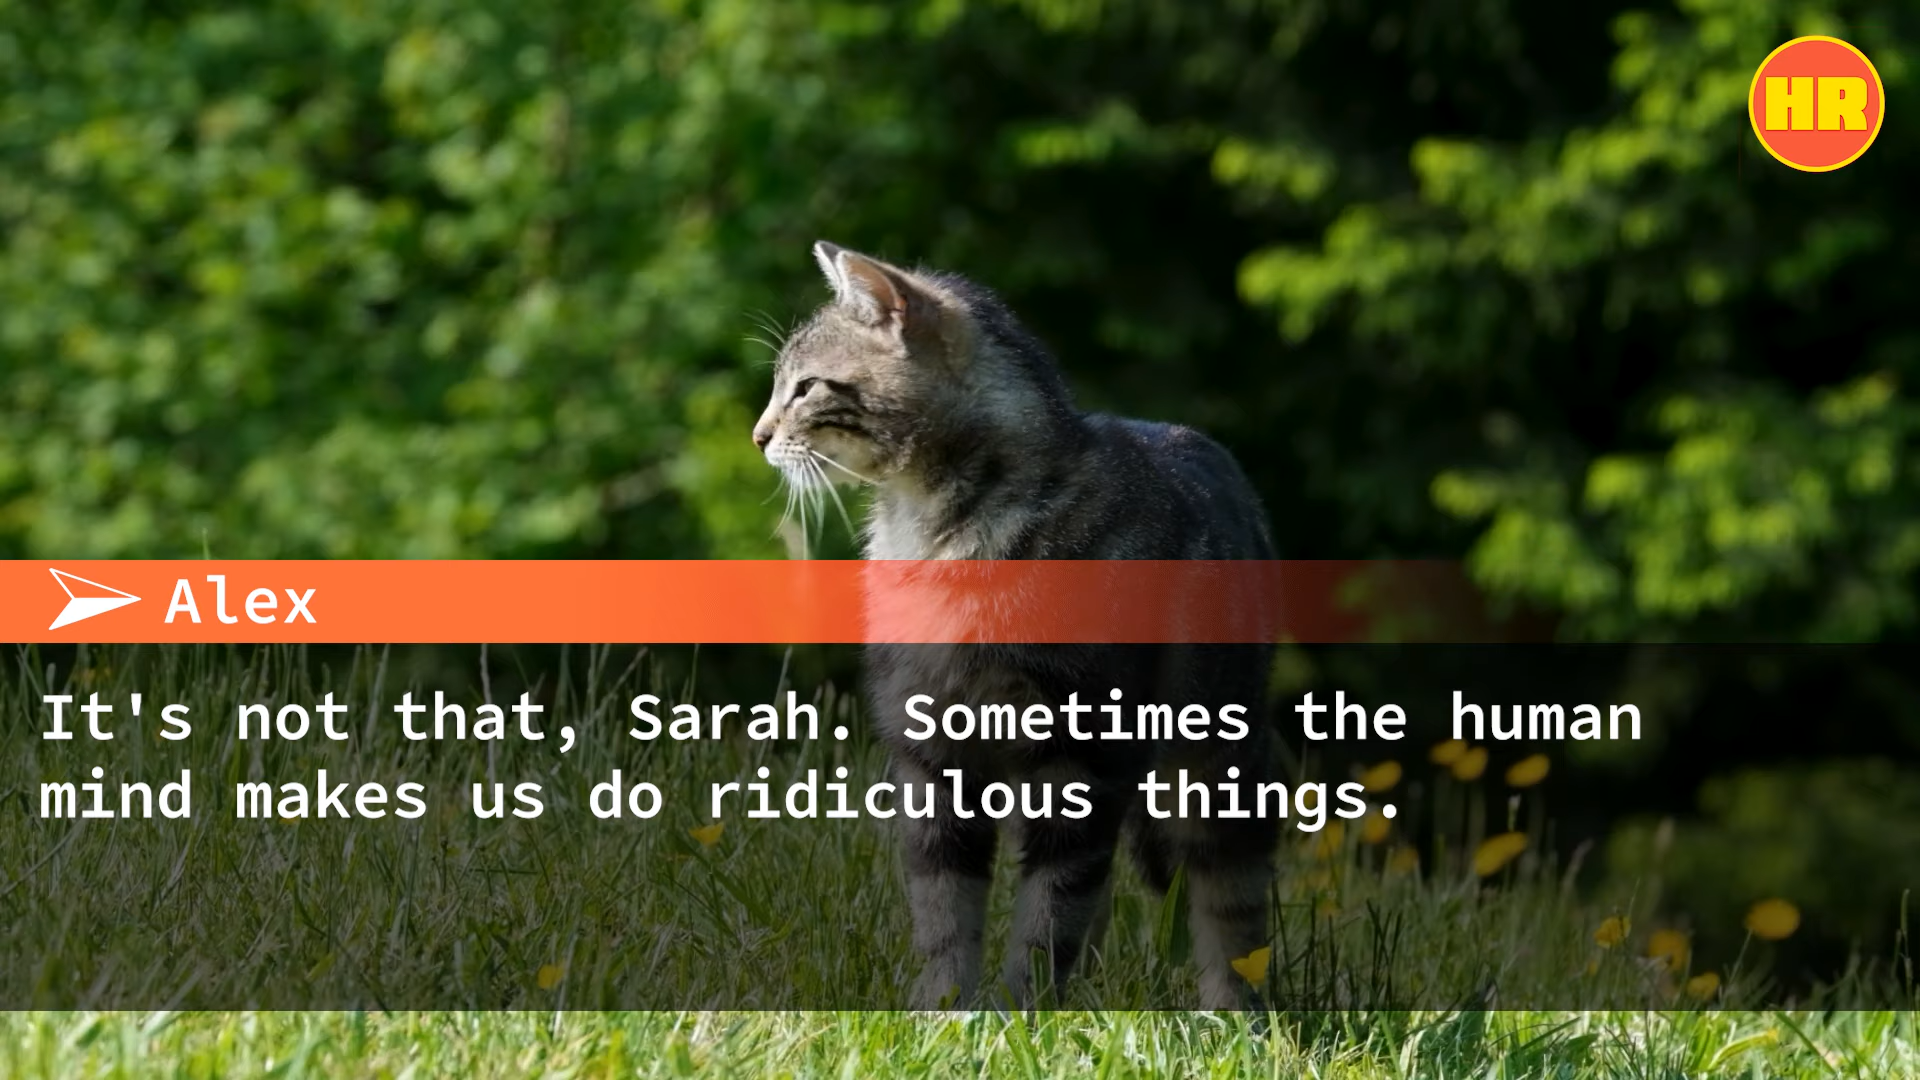 HR
Alex
It's not that, Sarah. Sometimes the human
mind makes us do ridiculous things.